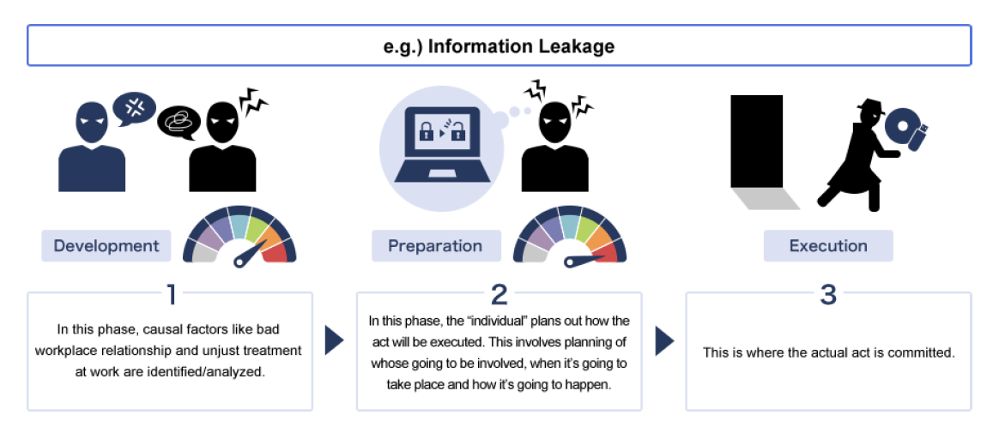 e.g.) Information Leakage
Development
Preparation
Execution
1
In this phase, causal factors like bad
workplace relationship and unjust treatment
at work are identified/analyzed.
2
In this phase, the “individual” plans out how the
act will be executed. This involves planning of
whose going to be involved, when it’s going to
take place and how it’s going to happen.
3
This is where the actual act is committed.